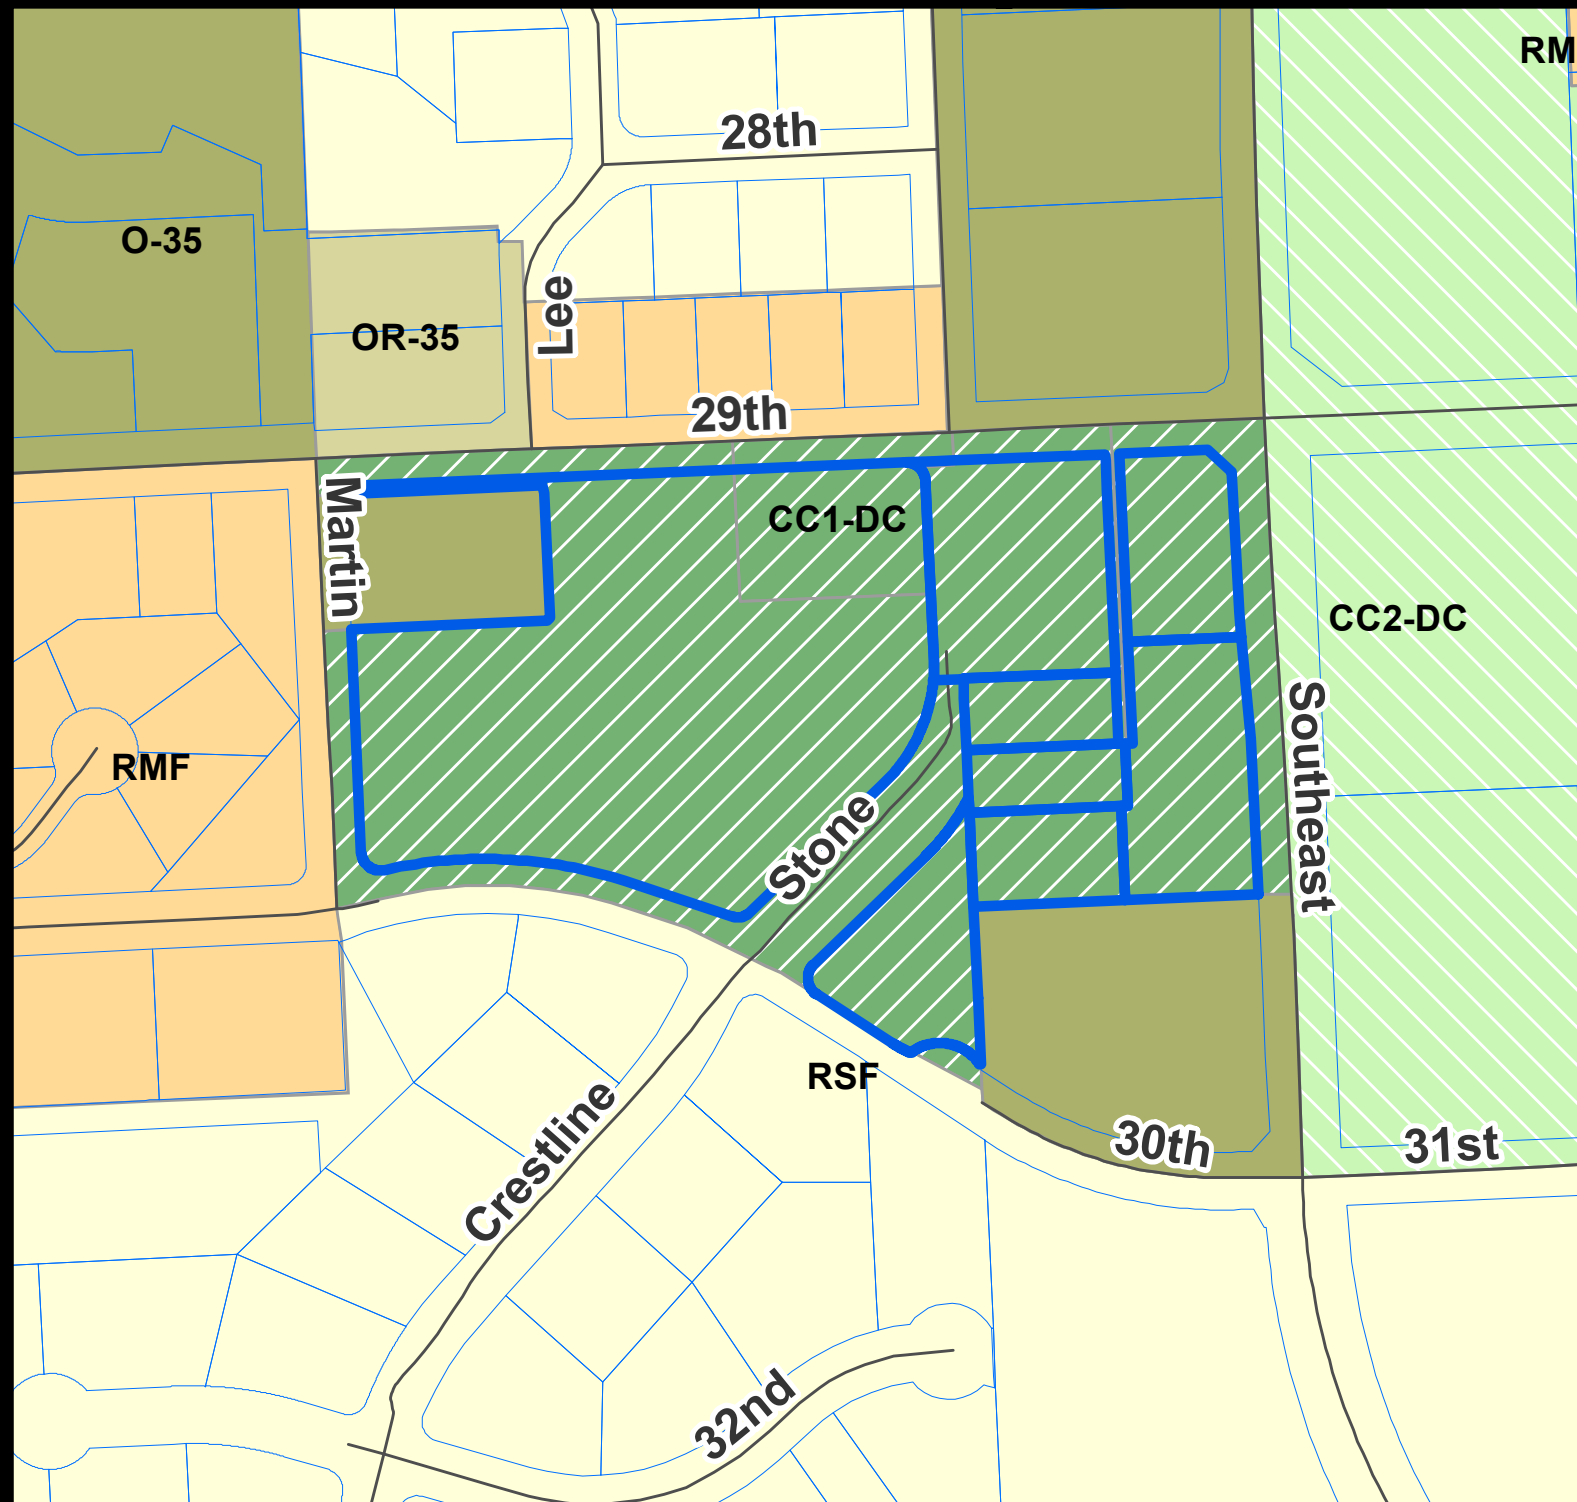 RM
28th
O-35
Lee
OR-35
29th
Martin
CC1-DC
CC2-DC
Southeast
RMF
Stone
RSF
Crestline
30th
31st
32nd